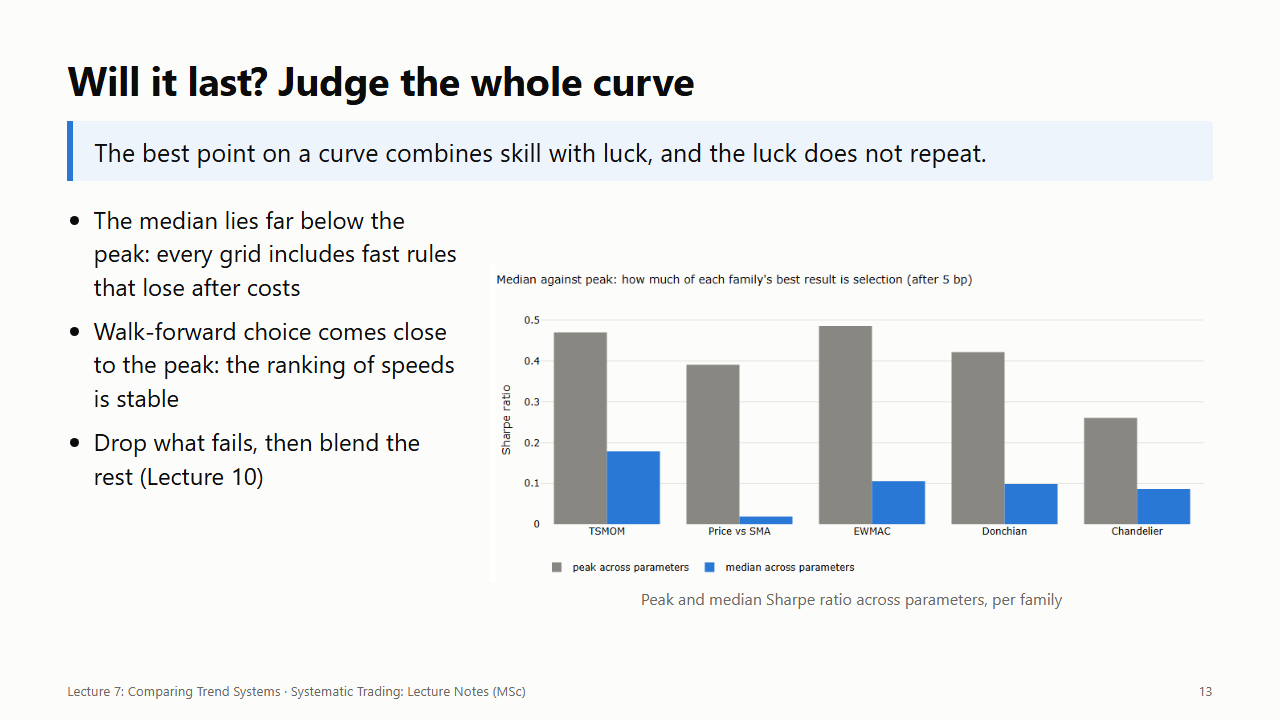 Will it last? Judge the whole curve
The best point on a curve combines skill with luck, and the luck does not repeat.
• The median lies far below the
peak: every grid includes fast rules
that lose after costs
• Walk-forward choice comes close
to the peak: the ranking of speeds
is stable
• Drop what fails, then blend the
rest (Lecture 10)
Median against peak: how much of each family's best result is selection (after 5 bp)
Sharpe ratio
0.5
0.4
0.3
0.2
0.1
0
TSMOM Price vs SMA EWMAC Donchian Chandelier
peak across parameters median across parameters
Peak and median Sharpe ratio across parameters, per family
Lecture 7: Comparing Trend Systems · Systematic Trading: Lecture Notes (MSc) 13